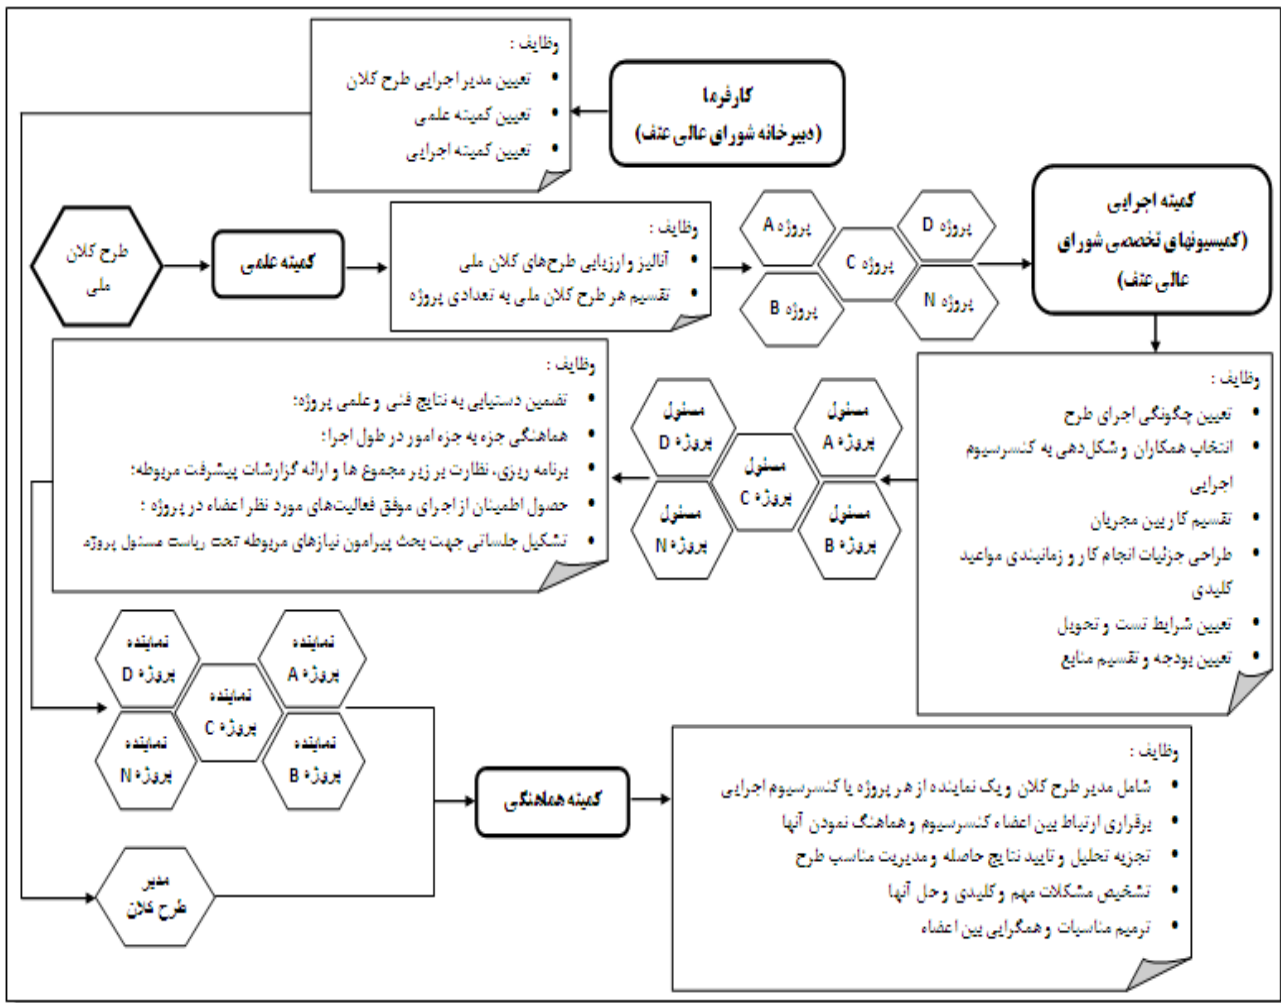 وظایف :
• تعیین مدیر اجرایی طرح کلان
• تعیین کمیته علمی
• تعیین کمیته اجرایی
کارفرما
(دبیرخانه شورای عالی عتف)
کمیته اجرایی
(کمیسیونهای تخصصی شورای
عالی عتف)
طرح کلان
ملی
کمیته علمی
وظایف :
• آنالیز و ارزیابی طرح‌های کلان ملی
• تقسیم هر طرح کلان ملی به تعدادی پروژه
پروژه A
پروژه B
پروژه C
پروژه D
پروژه N
وظایف :
• تعیین چگونگی اجرای طرح
• انتخاب همکاران و شکل‌دهی به کنسرسیوم
اجرایی
• تقسیم کار بین مجریان
• طراحی جزئیات انجام کار و زمانبندی مواعید
کلیدی
• تعیین شرایط تست و تحویل
• تعیین بودجه و تقسیم منابع
مسئول
پروژه A
مسئول
پروژه B
مسئول
پروژه C
مسئول
پروژه D
مسئول
پروژه N
وظایف :
• تضمین دستیابی به نتایج فنی و علمی پروژه؛
• هماهنگی جزء به جزء امور در طول اجرا؛
• برنامه ریزی، نظارت بر زیر مجموع ها و ارائه گزارشات پیشرفت مربوطه؛
• حصول اطمینان از اجرای موفق فعالیت‌های مورد نظر اعضاء در پروژه ؛
• تشکیل جلساتی جهت بحث پیرامون نیازهای مربوطه تحت ریاست مسئول پروژه
نماینده
پروژه A
نماینده
پروژه B
نماینده
پروژه C
نماینده
پروژه D
نماینده
پروژه N
مدیر
طرح کلان
کمیته هماهنگی
وظایف :
• شامل مدیر طرح کلان و یک نماینده از هر پروژه یا کنسرسیوم اجرایی
• برقراری ارتباط بین اعضاء کنسرسیوم و هماهنگ نمودن آنها
• تجزیه تحلیل و تایید نتایج حاصله و مدیریت مناسب طرح
• تشخیص مشکلات مهم و کلیدی و حل آنها
• ترمیم مناسبات و همگرایی بین اعضاء